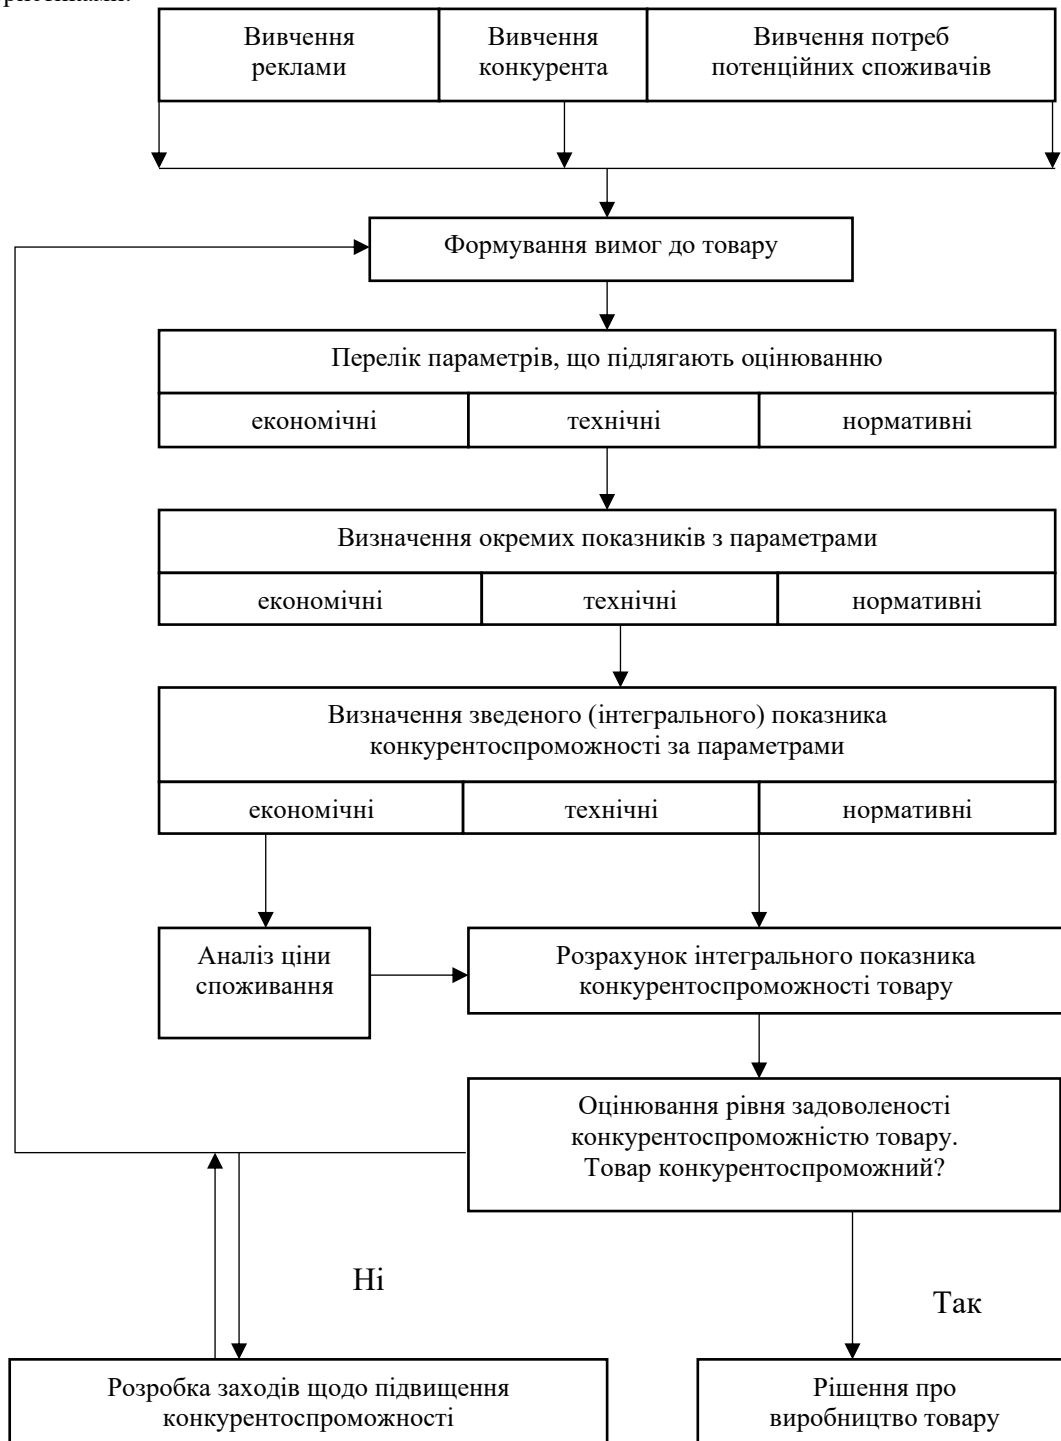 Вивчення
реклами
Вивчення
конкурента
Вивчення потреб
потенційних споживачів
Формування вимог до товару
Перелік параметрів, що підлягають оцінюванню
економічні
технічні
нормативні
Визначення окремих показників з параметрами
економічні
технічні
нормативні
Визначення зведеного (інтегрального) показника
конкурентоспроможності за параметрами
економічні
технічні
нормативні
Аналіз ціни
споживання
Розрахунок інтегрального показника
конкурентоспроможності товару
Оцінювання рівня задоволеності
конкурентоспроможністю товару.
Товар конкурентоспроможний?
Ні
Так
Розробка заходів щодо підвищення
конкурентоспроможності
Рішення про
виробництво товару